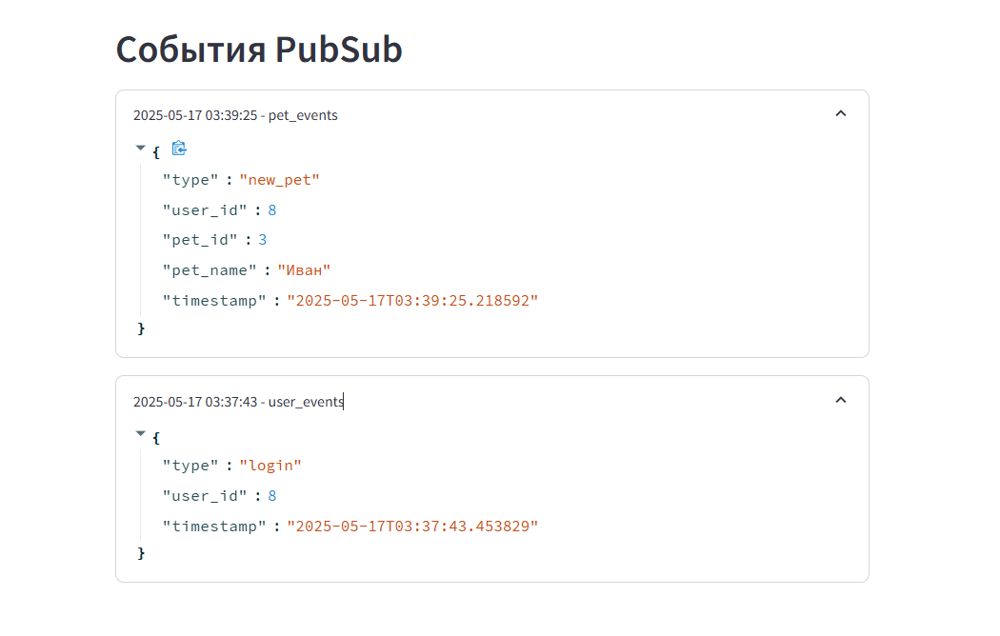 События PubSub
2025-05-17 03:39:25 - pet_events
{
"type" : "new_pet"
"user_id" : 8
"pet_id" : 3
"pet_name" : "Иван"
"timestamp" : "2025-05-17T03:39:25.218592"
}
2025-05-17 03:37:43 - user_events
{
"type" : "login"
"user_id" : 8
"timestamp" : "2025-05-17T03:37:43.453829"
}